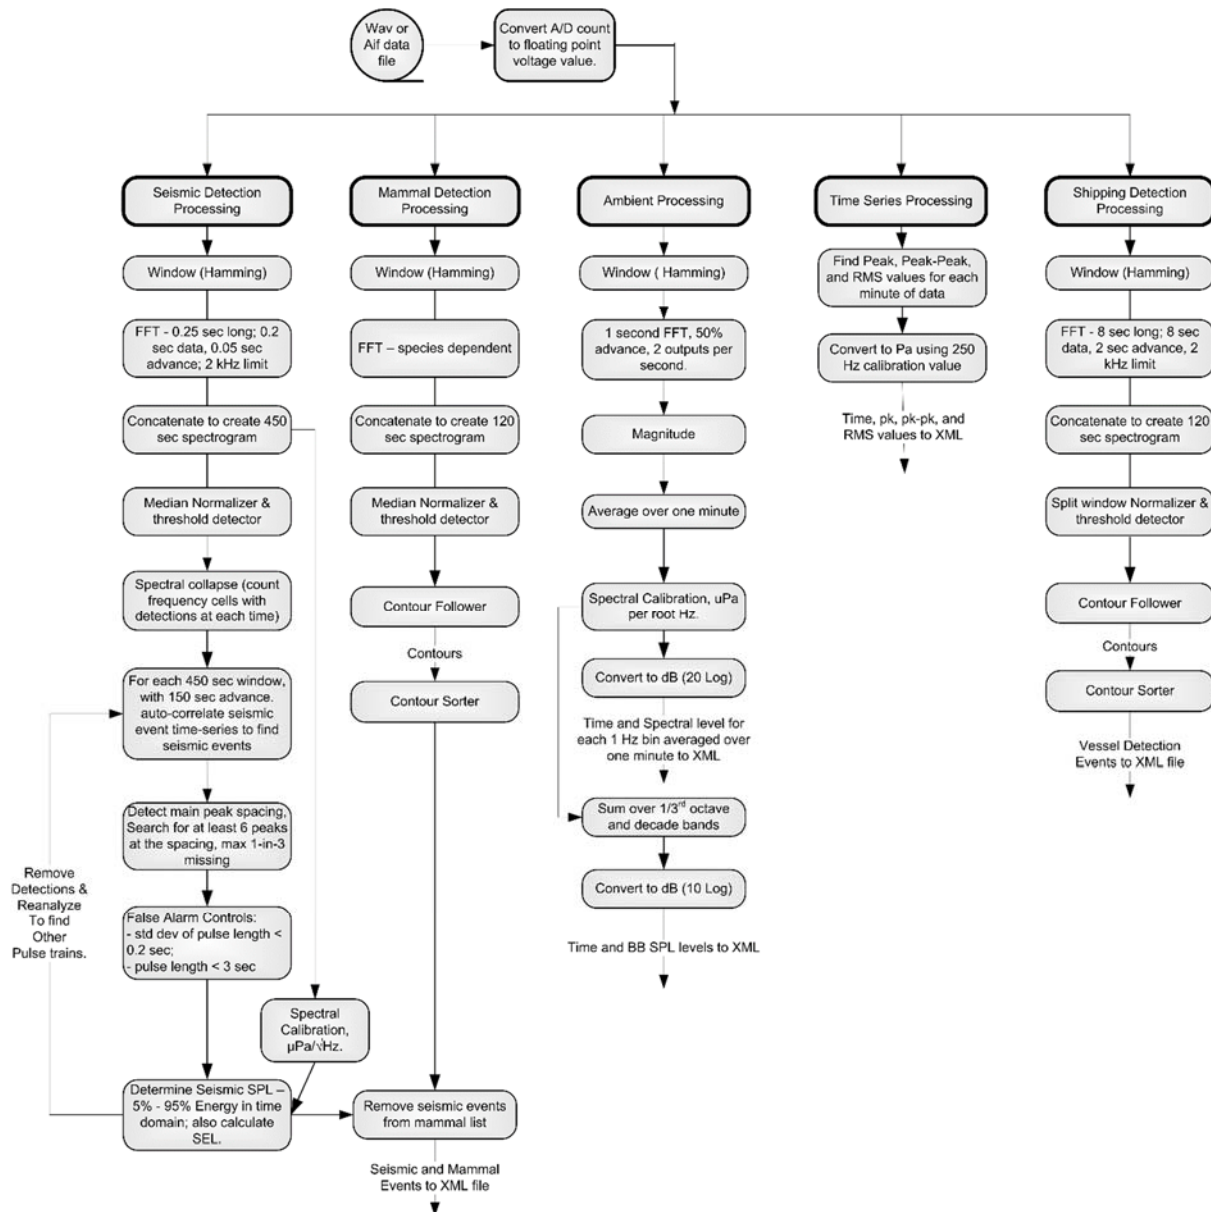 Wav or
Aif data
file
Convert A/D count
to floating point
voltage value.
Seismic Detection
Processing
Window (Hamming)
FFT - 0.25 sec long; 0.2
sec data, 0.05 sec
advance; 2 kHz limit
Concatenate to create 450
sec spectrogram
Median Normalizer &
threshold detector
Spectral collapse (count
frequency cells with
detections at each time)
For each 450 sec window,
with 150 sec advance.
auto-correlate seismic
event time-series to find
seismic events
Detect main peak spacing,
Search for at least 6 peaks
at the spacing, max 1-in-3
missing
Remove
Detections &
Reanalyze
To find
Other
Pulse trains.
False Alarm Controls:
- std dev of pulse length <
0.2 sec;
- pulse length < 3 sec
Spectral
Calibration,
µPa/√Hz.
Determine Seismic SPL –
5% - 95% Energy in time
domain; also calculate
SEL.
Mammal Detection
Processing
Window (Hamming)
FFT – species dependent
Concatenate to create 120
sec spectrogram
Median Normalizer &
threshold detector
Contour Follower
Contours
Contour Sorter
Remove seismic events
from mammal list
Seismic and Mammal
Events to XML file
Ambient Processing
Window ( Hamming)
1 second FFT, 50%
advance, 2 outputs per
second.
Magnitude
Average over one minute
Spectral Calibration, uPa
per root Hz.
Convert to dB (20 Log)
Time and Spectral level for
each 1 Hz bin averaged over
one minute to XML
Sum over 1/3rd octave
and decade bands
Convert to dB (10 Log)
Time and BB SPL levels to XML
Time Series Processing
Find Peak, Peak-Peak,
and RMS values for each
minute of data
Convert to Pa using 250
Hz calibration value
Time, pk, pk-pk, and
RMS values to XML
Shipping Detection
Processing
Window (Hamming)
FFT - 8 sec long; 8 sec
data, 2 sec advance, 2
kHz limit
Concatenate to create 120
sec spectrogram
Split window Normalizer &
threshold detector
Contour Follower
Contours
Contour Sorter
Vessel Detection
Events to XML file